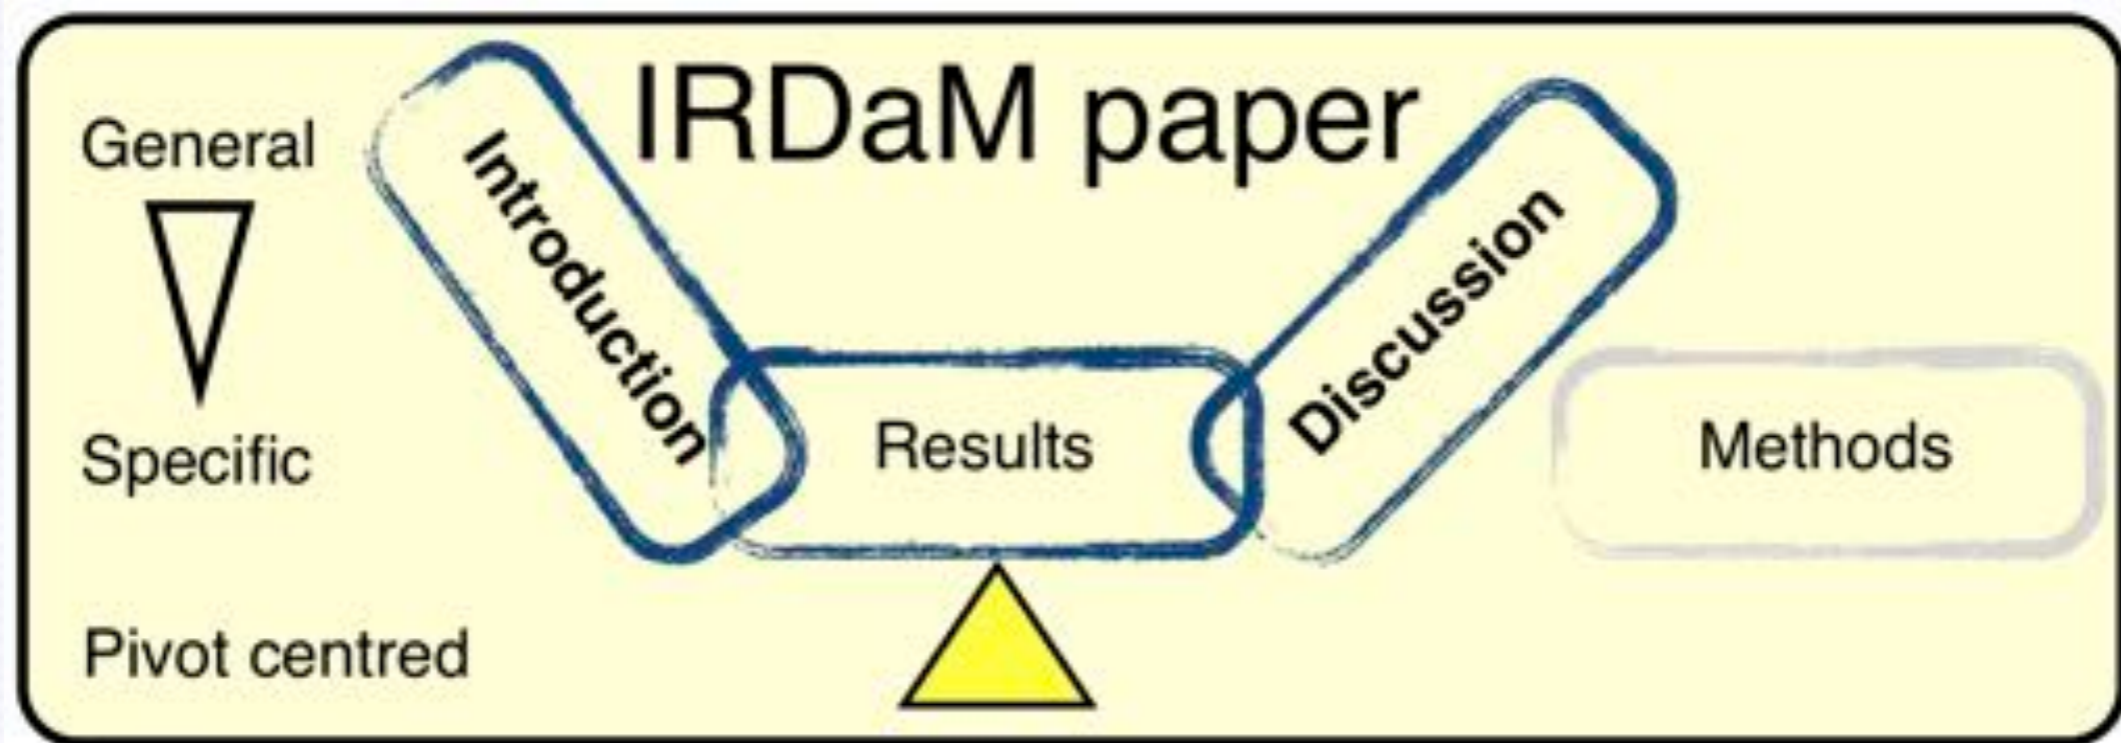 IRDaM paper
General
Introduction
Discussion
Specific
Results
Methods
Pivot centred